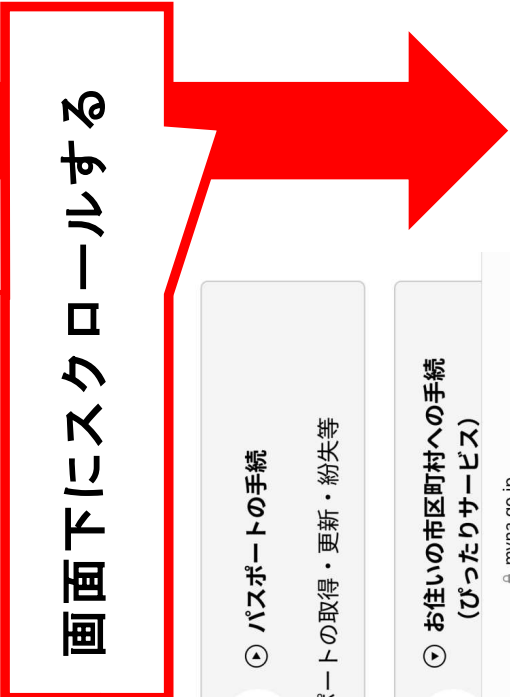 画面下にスクロールする
パスポートの手続
ートの取得・更新・紛失等
お住いの市区町村への手続
(ぴったりサービス)